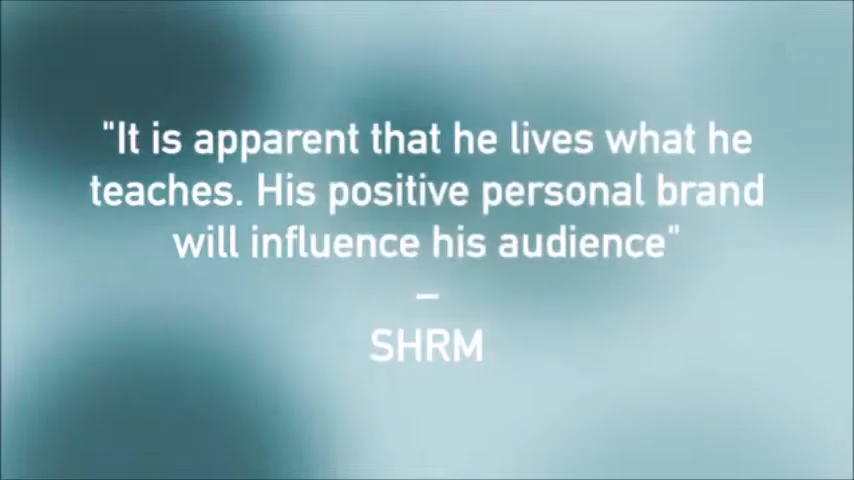 "It is apparent that he lives what he
teaches. His positive personal brand
will influence his audience"
–
SHRM